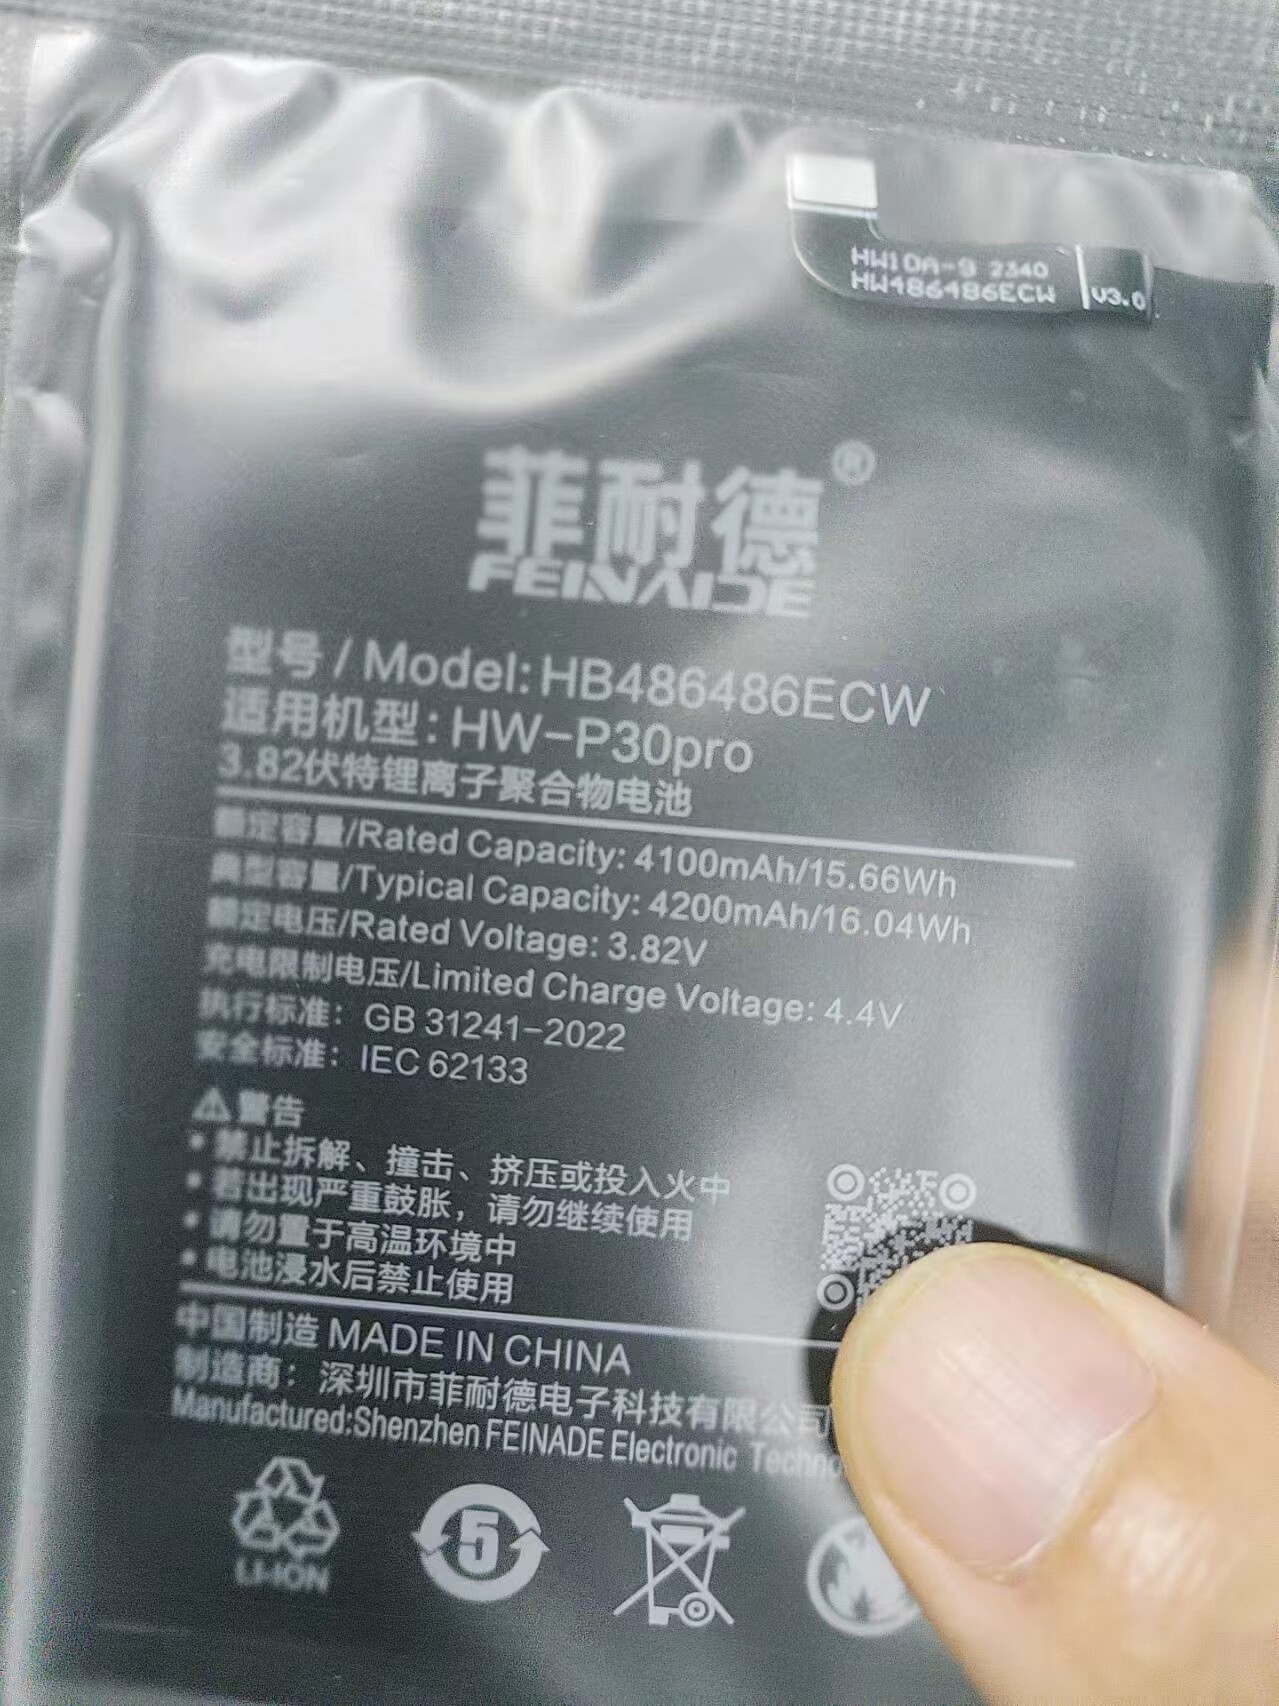 HW10A-9 2340
HW486486ECW V3.0
菲耐德®
FEINAIDE
型号 / Model: HB486486ECW
适用机型：HW-P30pro
3.82伏特锂离子聚合物电池
额定容量/Rated Capacity: 4100mAh/15.66Wh
典型容量/Typical Capacity: 4200mAh/16.04Wh
额定电压/Rated Voltage: 3.82V
充电限制电压/Limited Charge Voltage: 4.4V
执行标准：GB 31241-2022
安全标准：IEC 62133
警告
• 禁止拆解、撞击、挤压或投入火中
• 若出现严重鼓胀，请勿继续使用
• 请勿置于高温环境中
• 电池浸水后禁止使用
中国制造 MADE IN CHINA
制造商：深圳市菲耐德电子科技有限公司
Manufactured:Shenzhen FEINADE Electronic
LI-ION
5